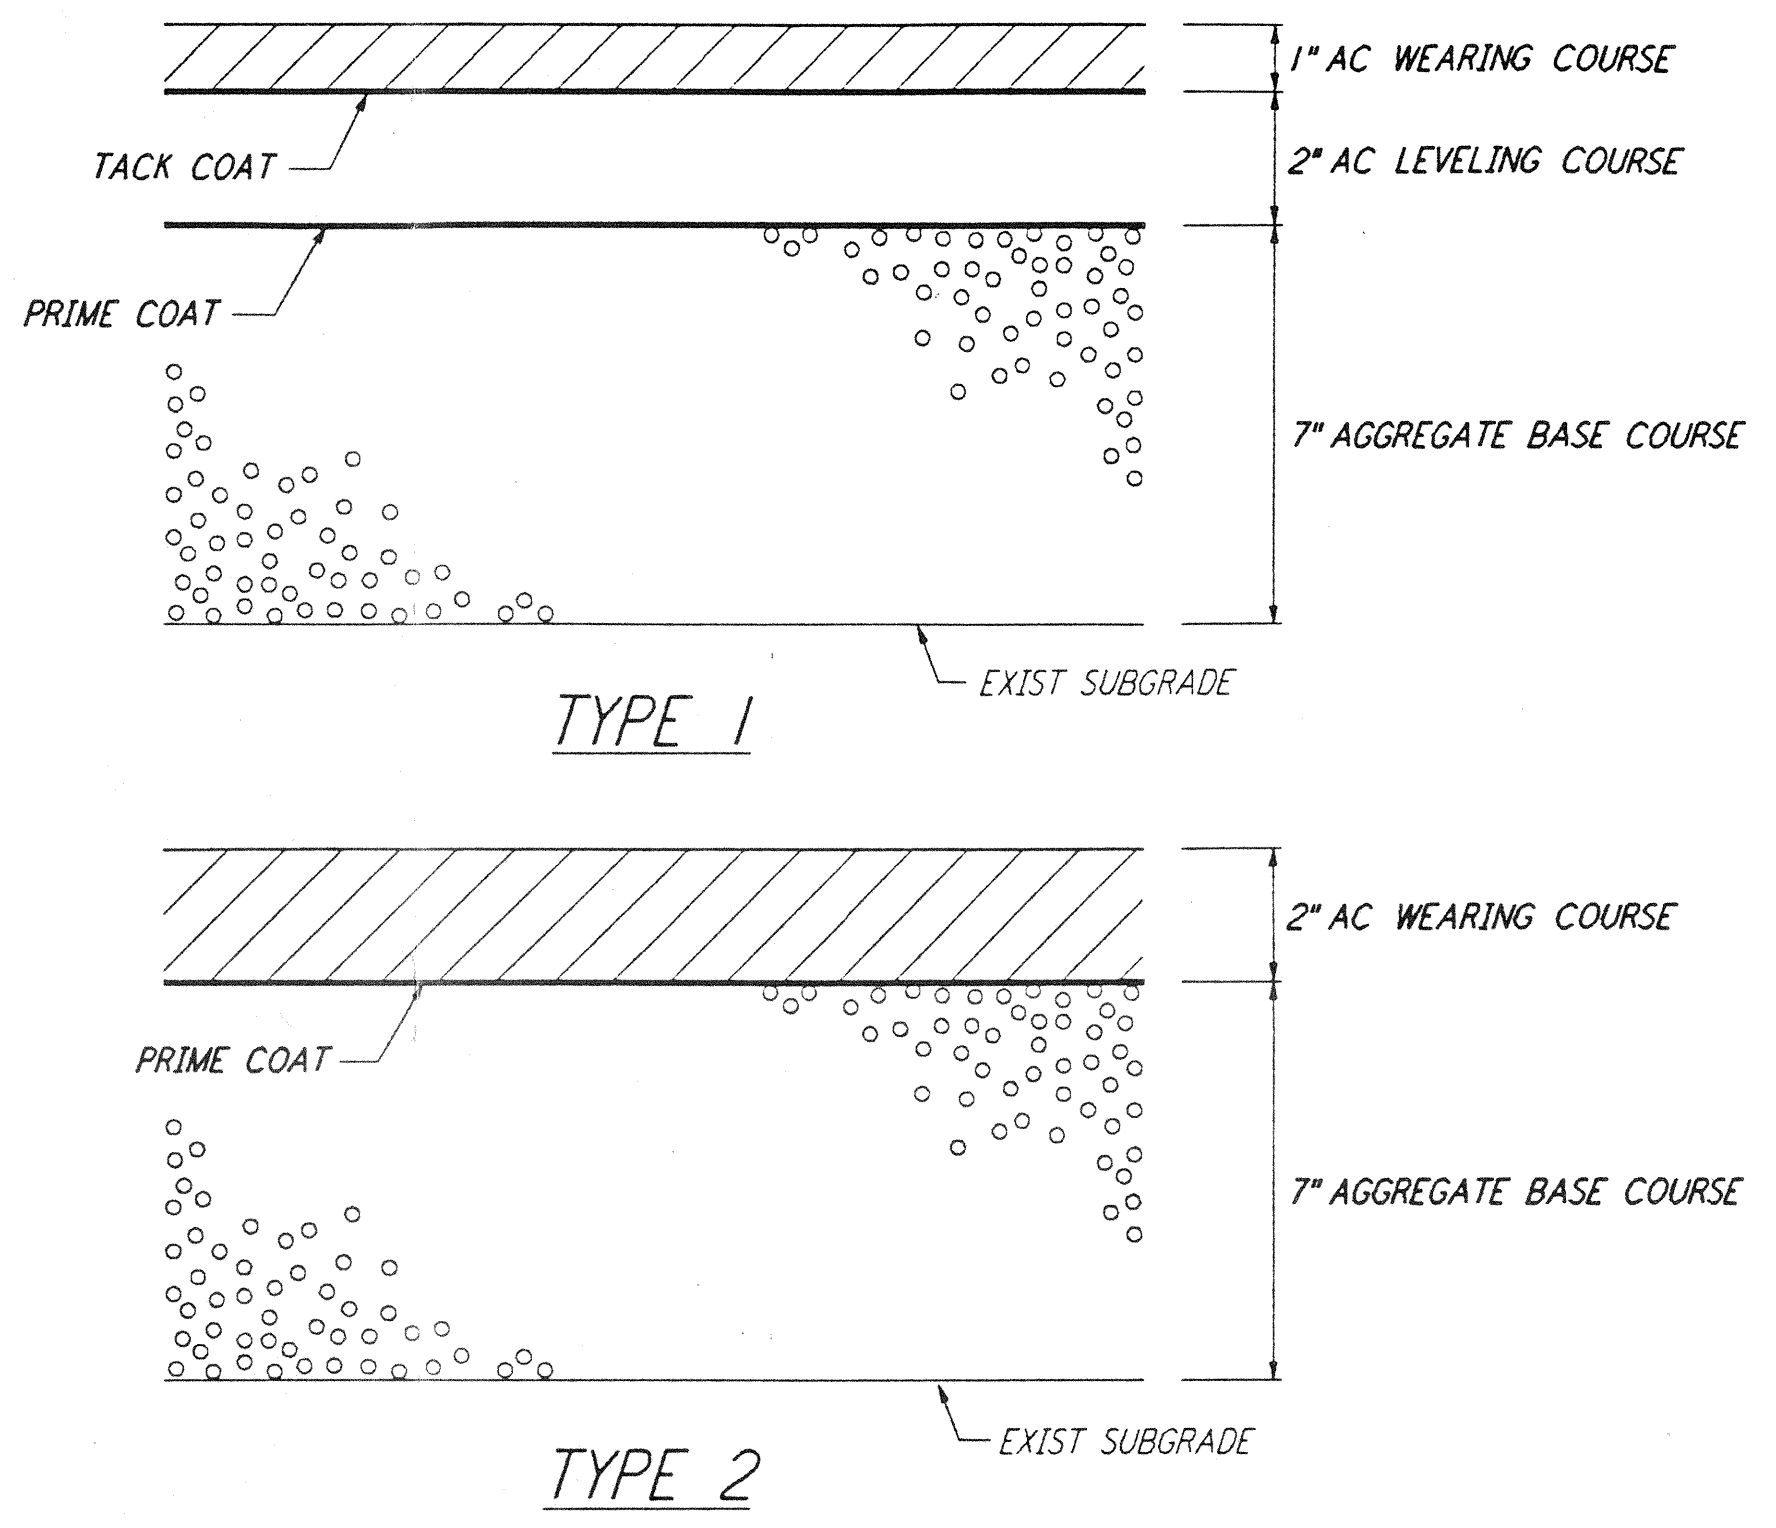 1" AC WEARING COURSE
TACK COAT
2" AC LEVELING COURSE
PRIME COAT
7" AGGREGATE BASE COURSE
EXIST SUBGRADE
TYPE 1
2" AC WEARING COURSE
PRIME COAT
7" AGGREGATE BASE COURSE
EXIST SUBGRADE
TYPE 2